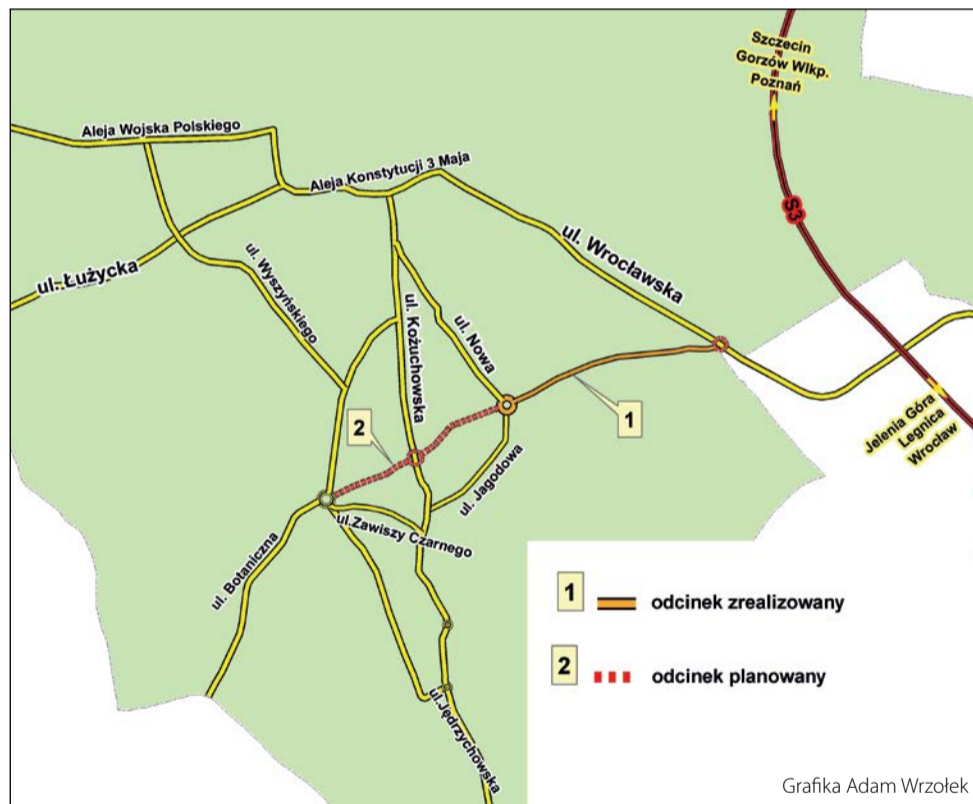 Szczecin
Gorzów Wlkp.
Poznań
Aleja Wojska Polskiego
Aleja Konstytucji 3 Maja
S3
ul. Wrocławska
ul. Łużycka
ul. Wyszyńskiego
ul. Kożuchowska
ul. Nowa
Jelenia Góra
Legnica
Wrocław
1
2
ul. Jagodowa
ul.Zawiszy Czarnego
ul. Botaniczna
ul.Jędrzychowska
1 odcinek zrealizowany
2 odcinek planowany
Grafika Adam Wrzołek